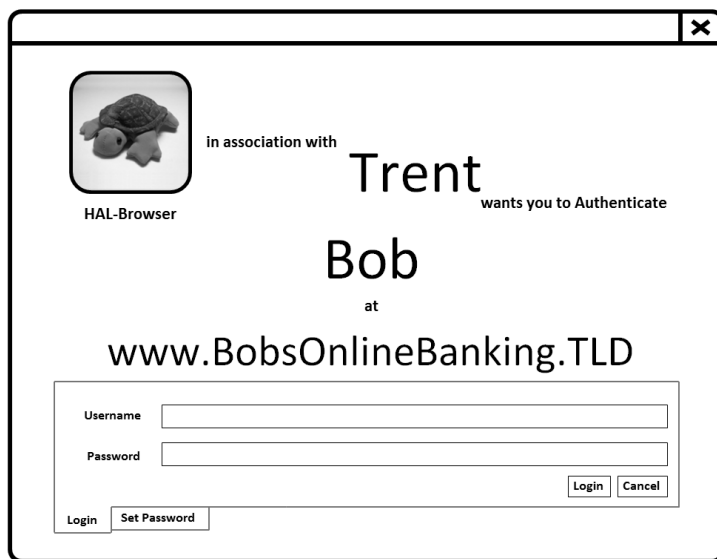 in association with
Trent
wants you to Authenticate
HAL-Browser
Bob
at
www.BobsOnlineBanking.TLD
Username
Password
Login Cancel
Login Set Password